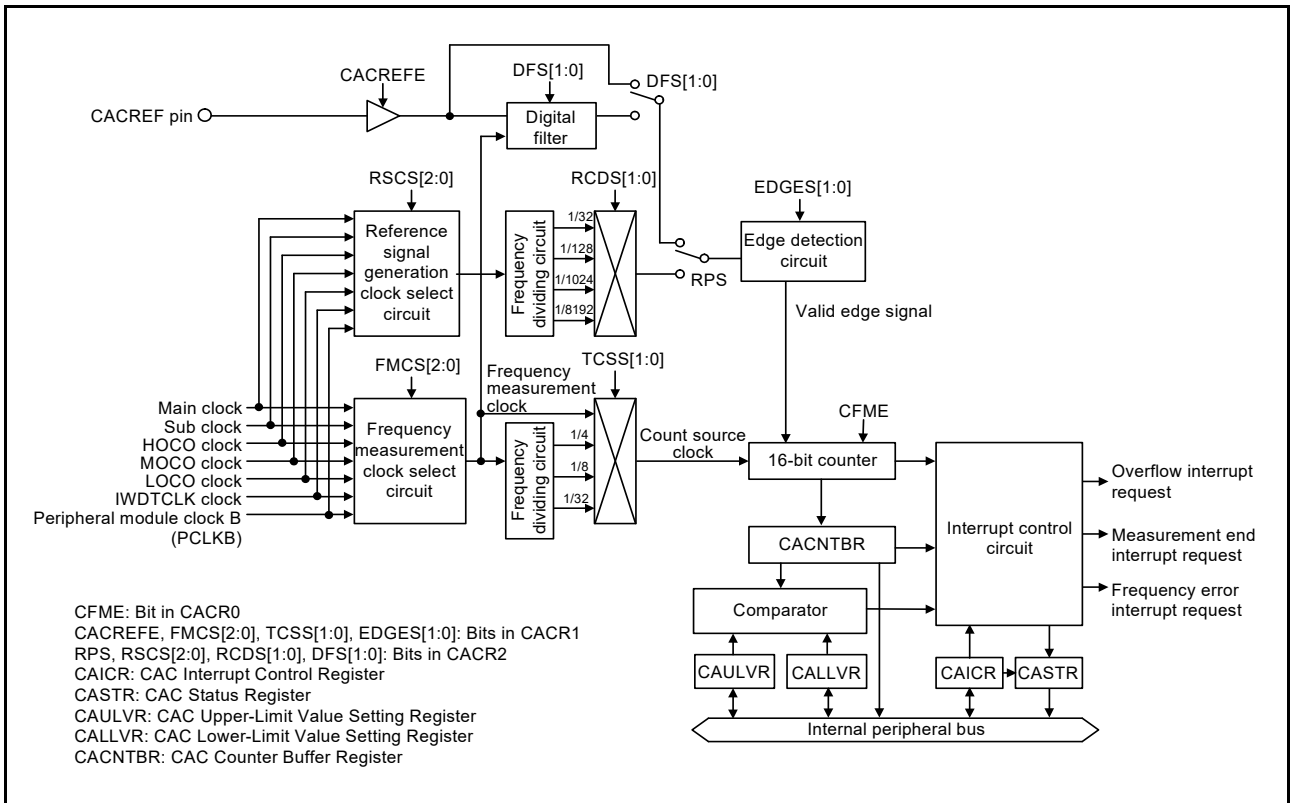 CACREFE
DFS[1:0]
DFS[1:0]
CACREF pin
Digital
filter
RSCS[2:0]
RCDS[1:0]
EDGES[1:0]
Reference
signal
generation
clock select
circuit
Frequency
dividing circuit
1/32
1/128
1/1024
1/8192
RPS
Edge detection
circuit
Valid edge signal
FMCS[2:0]
Frequency
measurement
clock
TCSS[1:0]
Main clock
Sub clock
HOCO clock
MOCO clock
LOCO clock
IWDTCLK clock
Peripheral module clock B
(PCLKB)
Frequency
measurement
clock select
circuit
Frequency
dividing circuit
1/4
1/8
1/32
Count source
clock
CFME
16-bit counter
CACNTBR
Comparator
CAULVR
CALLVR
Interrupt control
circuit
Overflow interrupt
request
Measurement end
interrupt request
Frequency error
interrupt request
CAICR
CASTR
Internal peripheral bus
CFME: Bit in CACR0
CACREFE, FMCS[2:0], TCSS[1:0], EDGES[1:0]: Bits in CACR1
RPS, RSCS[2:0], RCDS[1:0], DFS[1:0]: Bits in CACR2
CAICR: CAC Interrupt Control Register
CASTR: CAC Status Register
CAULVR: CAC Upper-Limit Value Setting Register
CALLVR: CAC Lower-Limit Value Setting Register
CACNTBR: CAC Counter Buffer Register